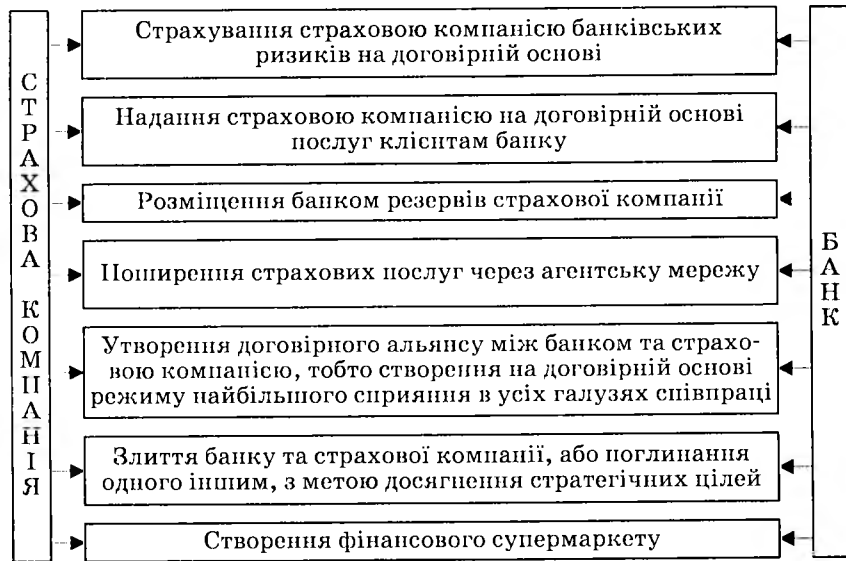 СТРАХОВА КОМПАНІЯ
Страхування страховою компанією банківських
ризиків на договірній основі
Надання страховою компанією на договірній основі
послуг клієнтам банку
Розміщення банком резервів страхової компанії
Поширення страхових послуг через агентську мережу
Утворення договірного альянсу між банком та страхо-
вою компанією, тобто створення на договірній основі
режиму найбільшого сприяння в усіх галузях співпраці
Злиття банку та страхової компанії, або поглинання
одного іншим, з метою досягнення стратегічних цілей
Створення фінансового супермаркету
БАНК